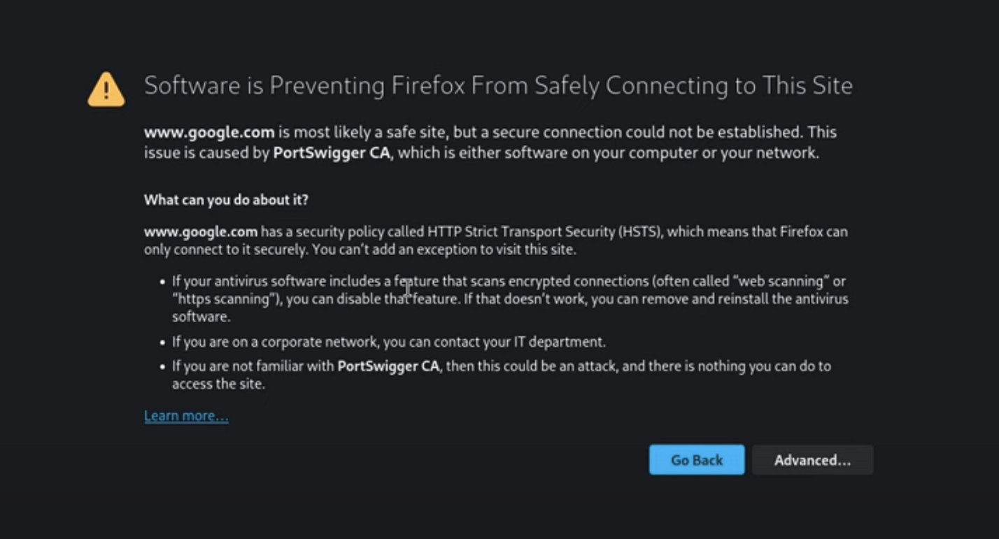 Software is Preventing Firefox From Safely Connecting to This Site
www.google.com is most likely a safe site, but a secure connection could not be established. This
issue is caused by PortSwigger CA, which is either software on your computer or your network.
What can you do about it?
www.google.com has a security policy called HTTP Strict Transport Security (HSTS), which means that Firefox can
only connect to it securely. You can’t add an exception to visit this site.
• If your antivirus software includes a feature that scans encrypted connections (often called “web scanning” or
“https scanning”), you can disable that feature. If that doesn’t work, you can remove and reinstall the antivirus
software.
• If you are on a corporate network, you can contact your IT department.
• If you are not familiar with PortSwigger CA, then this could be an attack, and there is nothing you can do to
access the site.
Learn more…
Go Back
Advanced…